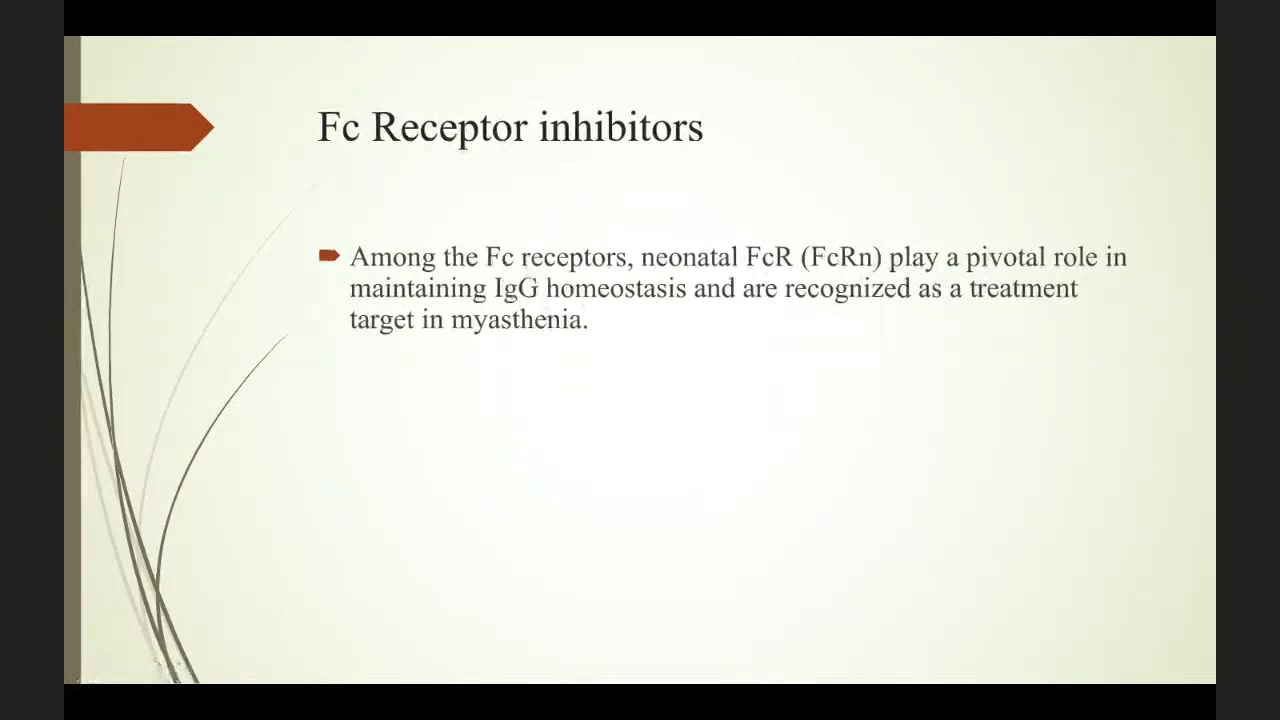 Fc Receptor inhibitors
Among the Fc receptors, neonatal FcR (FcRn) play a pivotal role in
maintaining IgG homeostasis and are recognized as a treatment
target in myasthenia.